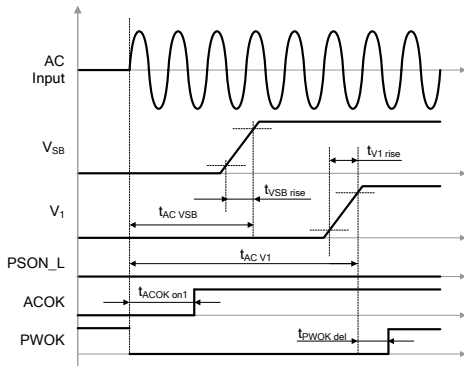 AC
Input
VSB
tV1 rise
tVSB rise
V1
tAC VSB
PSON_L
tAC V1
ACOK
tACOK on1
PWOK
tPWOK del